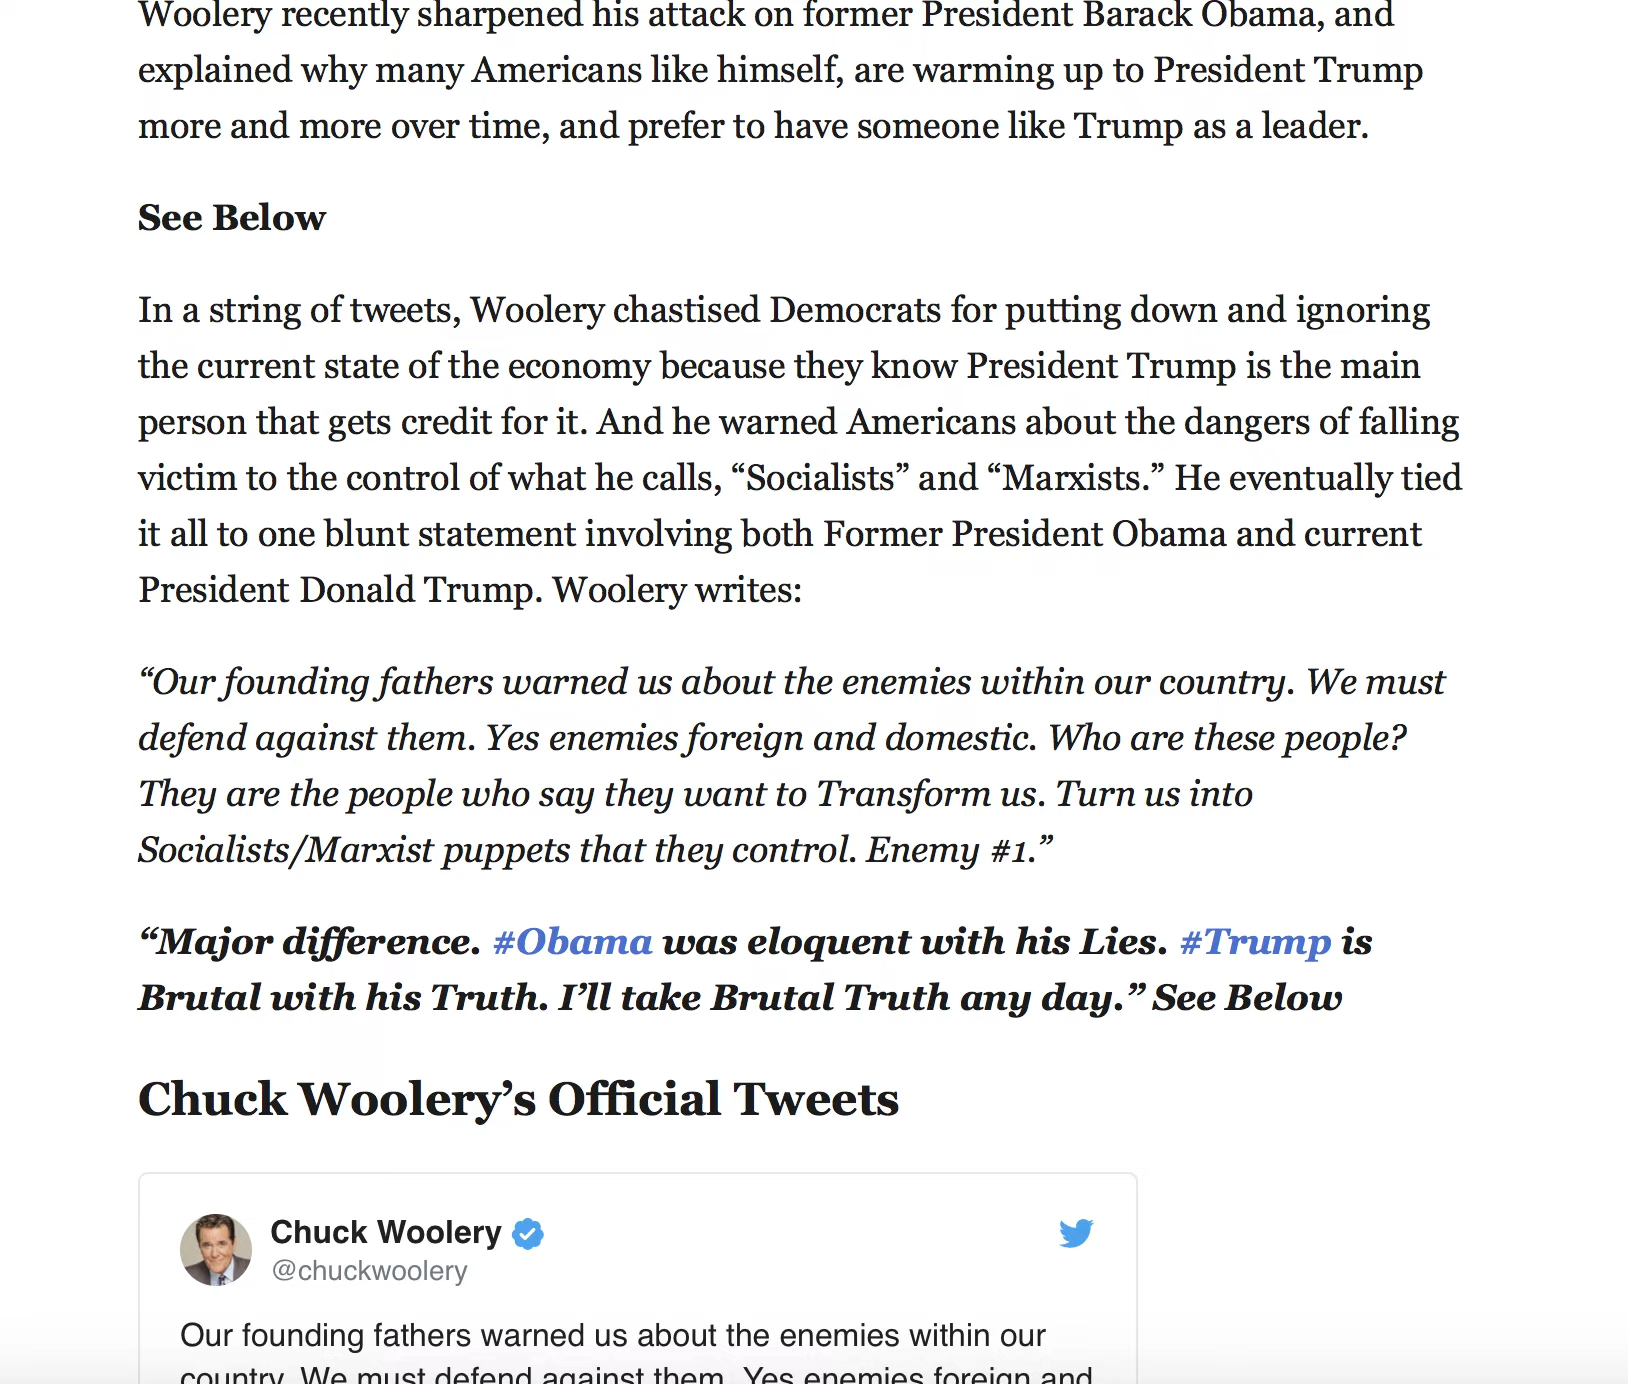 Woolery recently sharpened his attack on former President Barack Obama, and
explained why many Americans like himself, are warming up to President Trump
more and more over time, and prefer to have someone like Trump as a leader.
See Below
In a string of tweets, Woolery chastised Democrats for putting down and ignoring
the current state of the economy because they know President Trump is the main
person that gets credit for it. And he warned Americans about the dangers of falling
victim to the control of what he calls, “Socialists” and “Marxists.” He eventually tied
it all to one blunt statement involving both Former President Obama and current
President Donald Trump. Woolery writes:
“Our founding fathers warned us about the enemies within our country. We must
defend against them. Yes enemies foreign and domestic. Who are these people?
They are the people who say they want to Transform us. Turn us into
Socialists/Marxist puppets that they control. Enemy #1.”
“Major difference. #Obama was eloquent with his Lies. #Trump is
Brutal with his Truth. I’ll take Brutal Truth any day.” See Below
Chuck Woolery’s Official Tweets
Chuck Woolery
@chuckwoolery
Our founding fathers warned us about the enemies within our
country. We must defend against them. Yes enemies foreign and